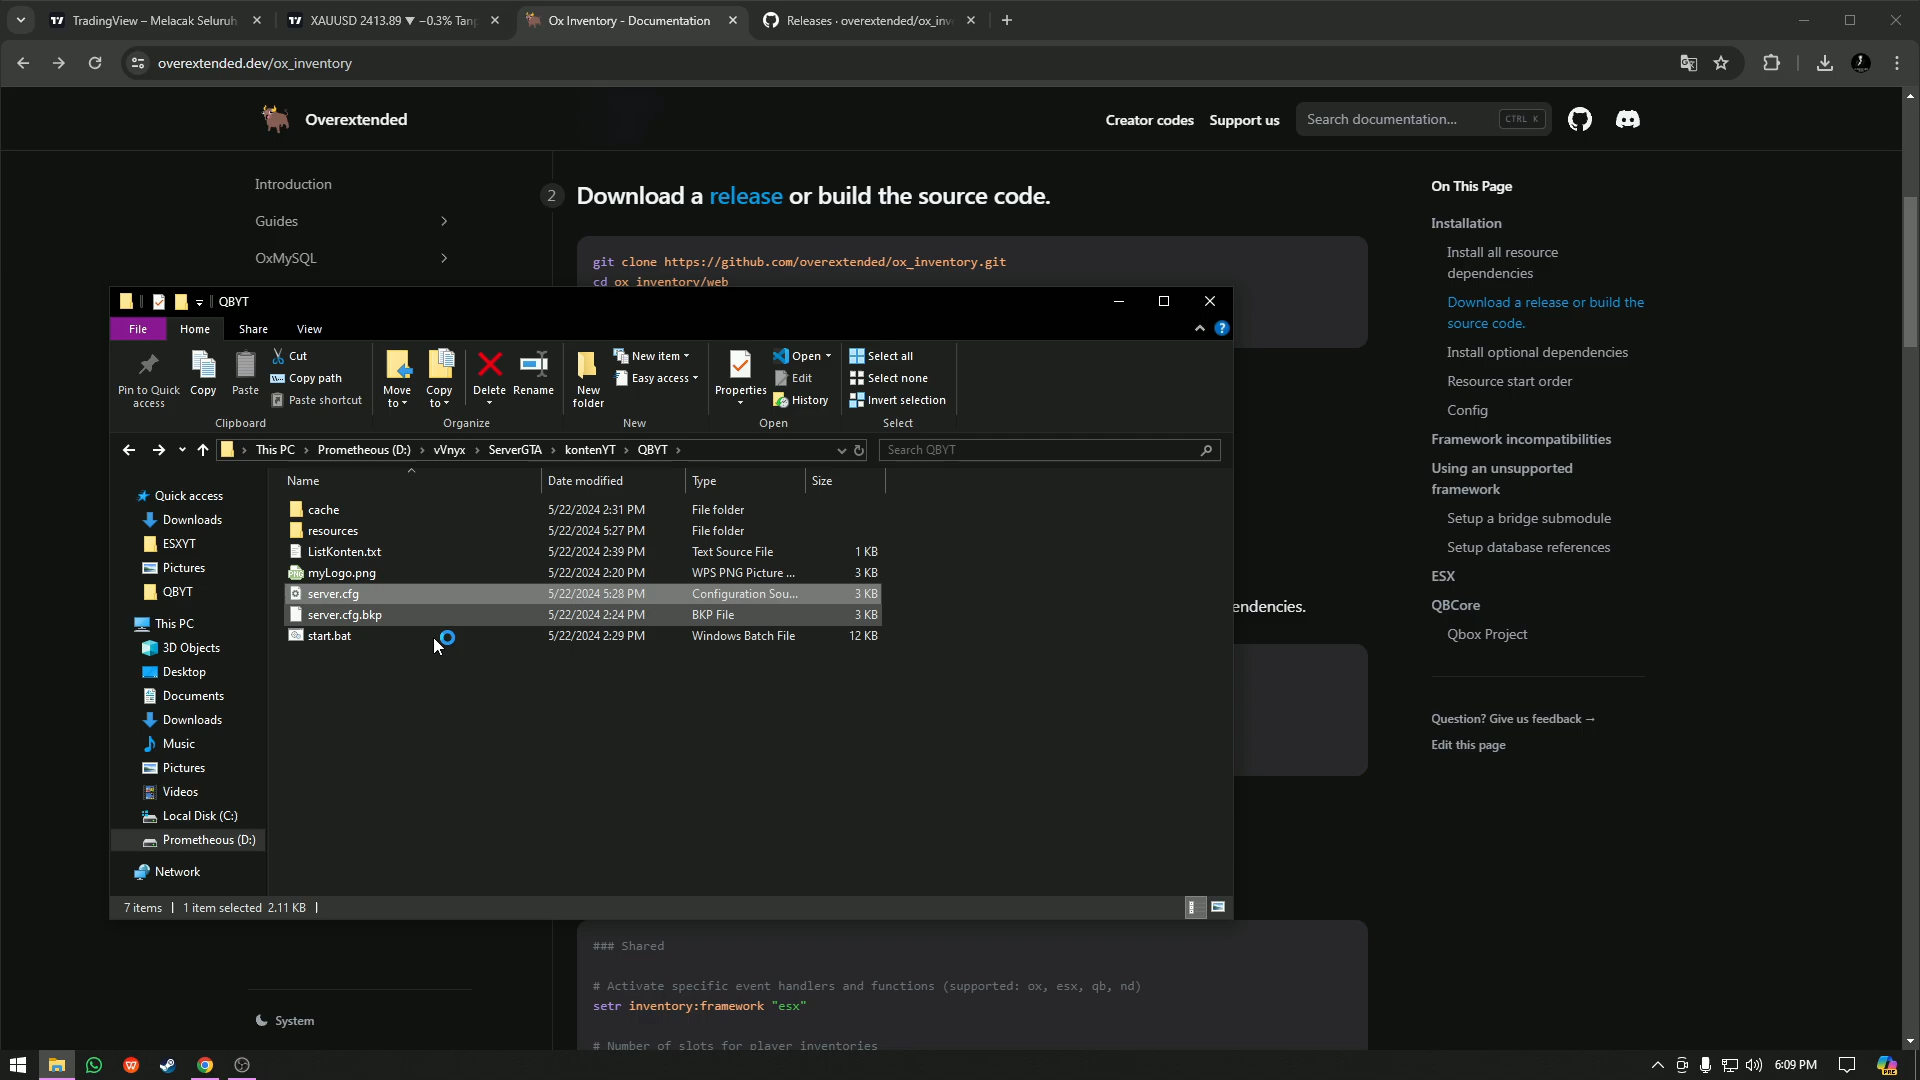 TradingView – Melacak Seluruh
XAUUSD 2413.89 ▼ −0.3% Tanp
Ox Inventory - Documentation
Releases · overextended/ox_inv
overextended.dev/ox_inventory
Overextended
Creator codes
Support us
Search documentation...
CTRL K
Introduction
Guides
OxMySQL
2
Download a release or build the source code.
git clone https://github.com/overextended/ox_inventory.git
cd ox_inventory/web
On This Page
Installation
Install all resource
dependencies
Download a release or build the
source code.
Install optional dependencies
Resource start order
Config
Framework incompatibilities
Using an unsupported
framework
Setup a bridge submodule
Setup database references
ESX
QBCore
Qbox Project
Question? Give us feedback →
Edit this page
QBYT
File
Home
Share
View
Pin to Quick
access
Copy
Paste
Cut
Copy path
Paste shortcut
Clipboard
Move
to
Copy
to
Delete
Rename
Organize
New
folder
New item
Easy access
New
Properties
Open
Edit
History
Open
Select all
Select none
Invert selection
Select
This PC
Prometheous (D:)
vVnyx
ServerGTA
kontenYT
QBYT
Search QBYT
Name
Date modified
Type
Size
cache 5/22/2024 2:31 PM File folder
resources 5/22/2024 5:27 PM File folder
ListKonten.txt 5/22/2024 2:39 PM Text Source File 1 KB
myLogo.png 5/22/2024 2:20 PM WPS PNG Picture ... 3 KB
server.cfg 5/22/2024 5:28 PM Configuration Sou... 3 KB
server.cfg.bkp 5/22/2024 2:24 PM BKP File 3 KB
start.bat 5/22/2024 2:29 PM Windows Batch File 12 KB
Quick access
Downloads
ESXYT
Pictures
QBYT
This PC
3D Objects
Desktop
Documents
Downloads
Music
Pictures
Videos
Local Disk (C:)
Prometheous (D:)
Network
7 items
1 item selected 2.11 KB
endencies.
### Shared
# Activate specific event handlers and functions (supported: ox, esx, qb, nd)
setr inventory:framework "esx"
# Number of slots for player inventories
System
6:09 PM